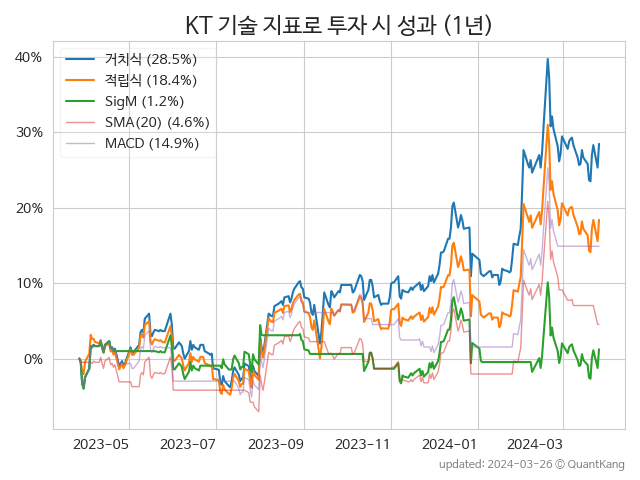 KT 기술 지표로 투자 시 성과 (1년)
40%
30%
20%
10%
0%
거치식 (28.5%)
적립식 (18.4%)
SigM (1.2%)
SMA(20) (4.6%)
MACD (14.9%)
2023-05 2023-07 2023-09 2023-11 2024-01 2024-03
updated: 2024-03-26 ⓒ QuantKang